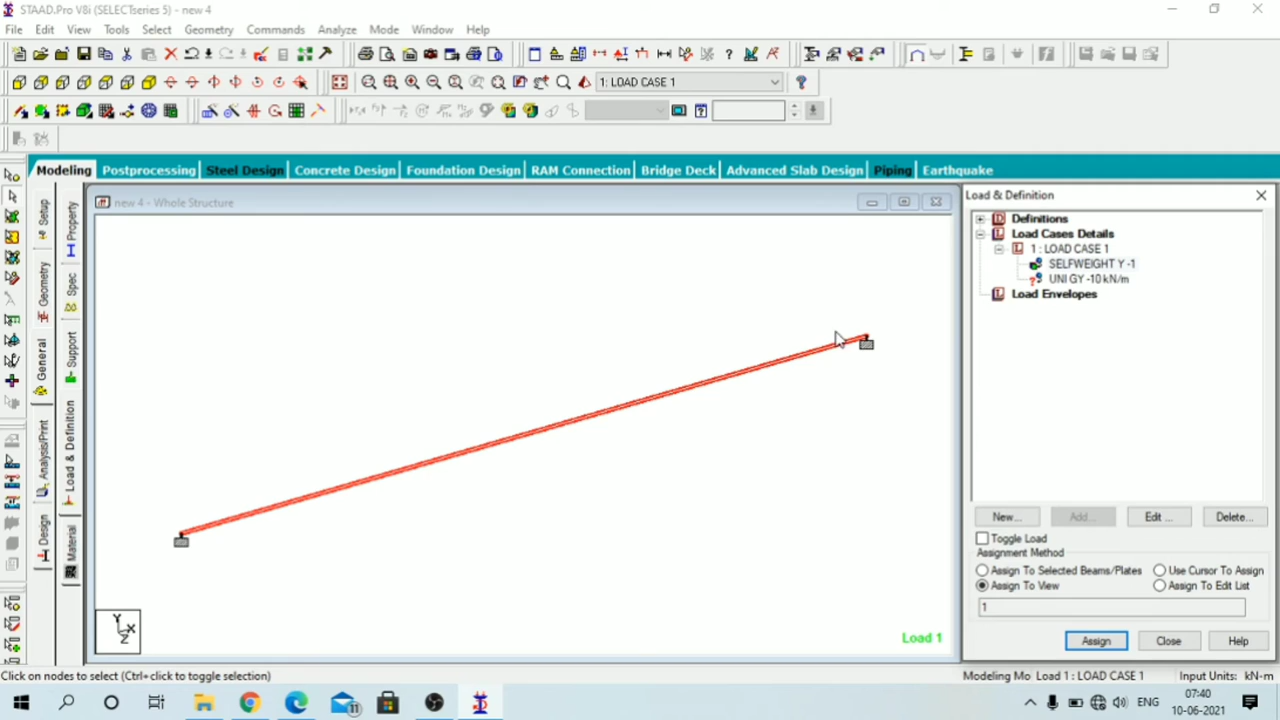 STAAD.Pro V8i (SELECTseries 5) - new 4
File Edit View Tools Select Geometry Commands Analyze Mode Window Help
1: LOAD CASE 1
Modeling Postprocessing Steel Design Concrete Design Foundation Design RAM Connection Bridge Deck Advanced Slab Design Piping Earthquake
Setup
Geometry
General
Analysis/Print
Design
Property
Spec
Support
Load & Definition
Material
new 4 - Whole Structure
Load 1
Y
X
Z
Load & Definition
Definitions
Load Cases Details
1 : LOAD CASE 1
SELFWEIGHT Y -1
UNI GY -10 kN/m
Load Envelopes
New... Add... Edit ... Delete...
Toggle Load
Assignment Method
Assign To Selected Beams/Plates Use Cursor To Assign
Assign To View Assign To Edit List
1
Assign Close Help
Click on nodes to select (Ctrl+click to toggle selection) Modeling Mo Load 1 : LOAD CASE 1 Input Units: kN-m
11
ENG
07:40
10-06-2021